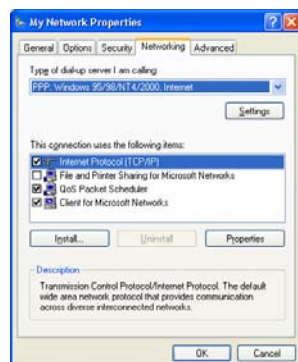 My Network Properties
General Options Security Networking Advanced
Type of dial-up server I am calling:
PPP: Windows 95/98/NT4/2000, Internet
Settings
This connection uses the following items:
Internet Protocol (TCP/IP)
File and Printer Sharing for Microsoft Networks
QoS Packet Scheduler
Client for Microsoft Networks
Install... Uninstall Properties
Description
Transmission Control Protocol/Internet Protocol. The default
wide area network protocol that provides communication
across diverse interconnected networks.
OK Cancel